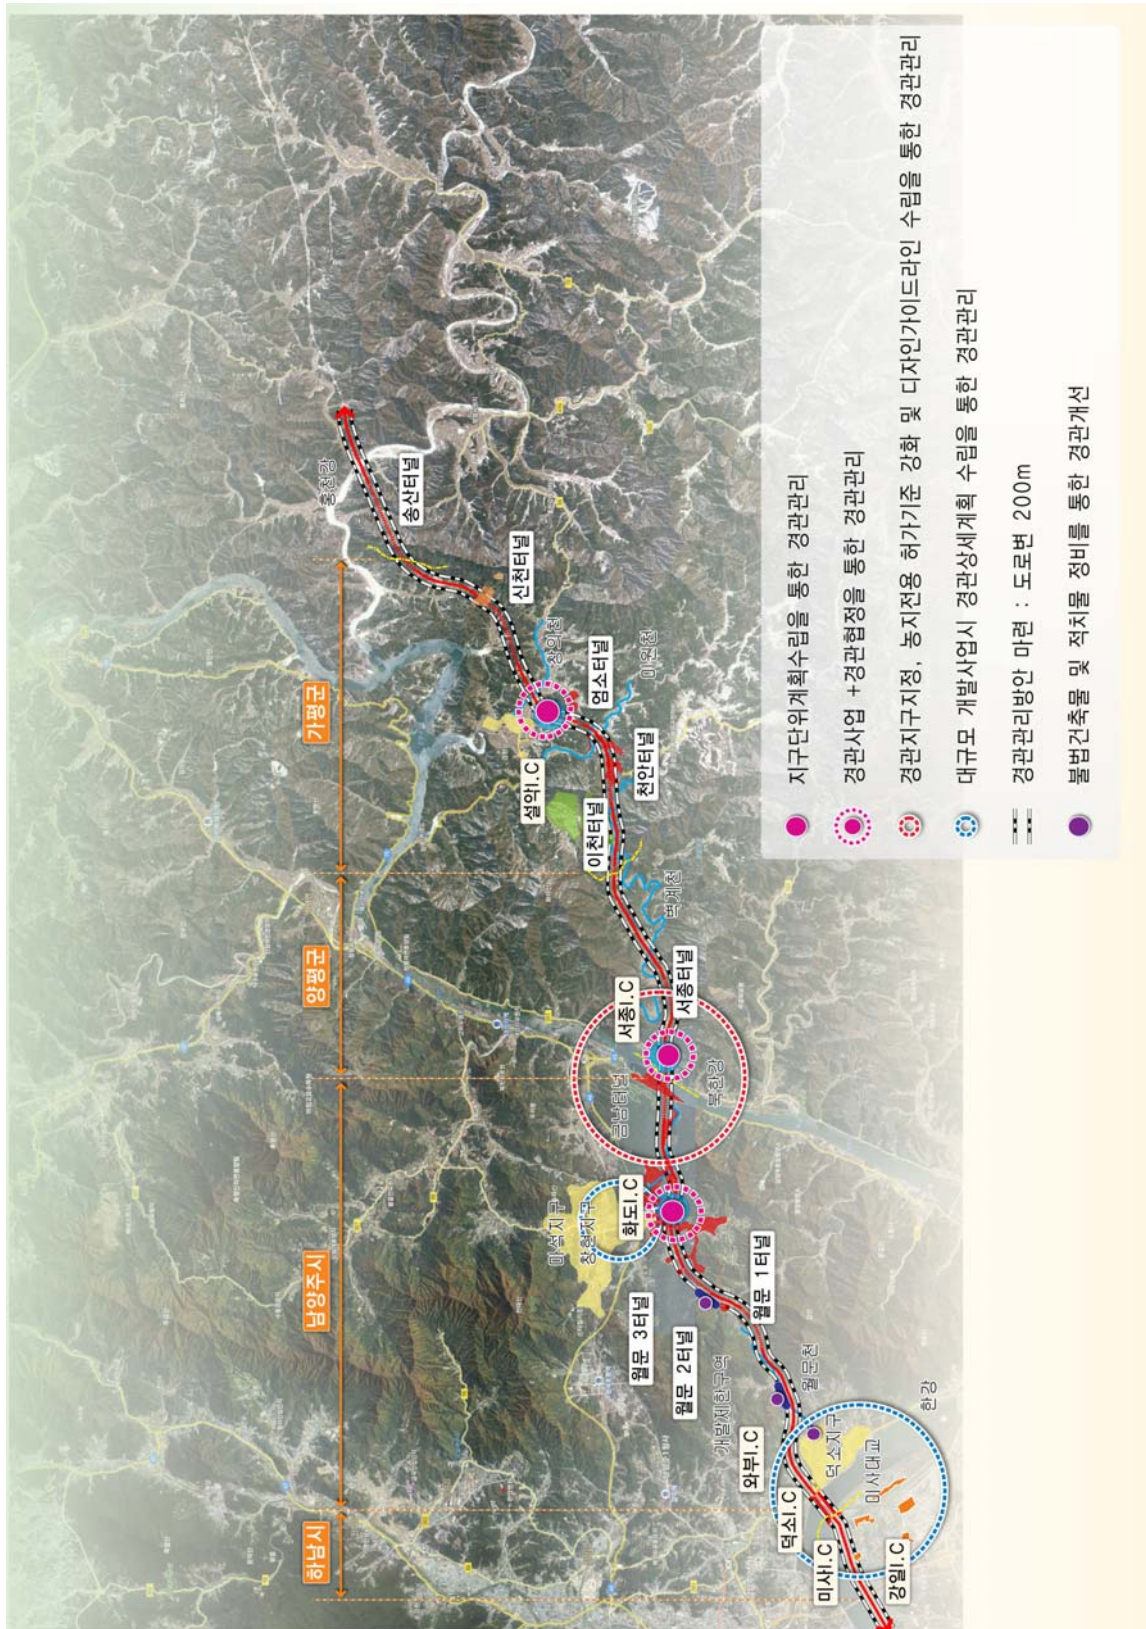 하남시
남양주시
양평군
가평군
홍천강
송산터널
신천터널
창의천
엄소터널
미원천
설악I.C
천안터널
이천터널
벽계천
서종I.C
서종터널
금남터널
북한강
마석지구
창현지구
화도I.C
월문 3터널
월문 2터널
월문 1터널
개발제한구역
월문천
와부I.C
덕소지구
한강
덕소I.C
미사대교
미사I.C
강일I.C
지구단위계획수립을 통한 경관관리
경관사업 +경관협정을 통한 경관관리
경관지구지정, 농지전용 허가기준 강화 및 디자인가이드라인 수립을 통한 경관관리
대규모 개발사업시 경관상세계획 수립을 통한 경관관리
경관관리방안 마련 : 도로변 200m
불법건축물 및 적치물 정비를 통한 경관개선